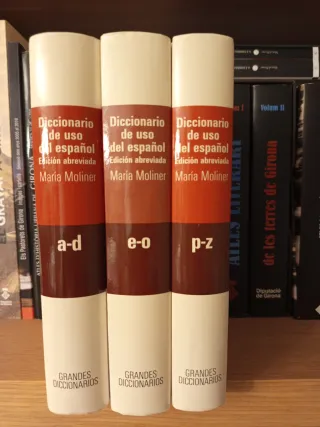 Diccionario
de uso
del español
Edición abreviada
María Moliner
a-d
GRANDES
DICCIONARIOS
Diccionario
de uso
del español
Edición abreviada
María Moliner
e-o
GRANDES
DICCIONARIOS
Diccionario
de uso
del español
Edición abreviada
María Moliner
p-z
GRANDES
DICCIONARIOS
Volum II
de les terres de Girona
Diputació
de Girona